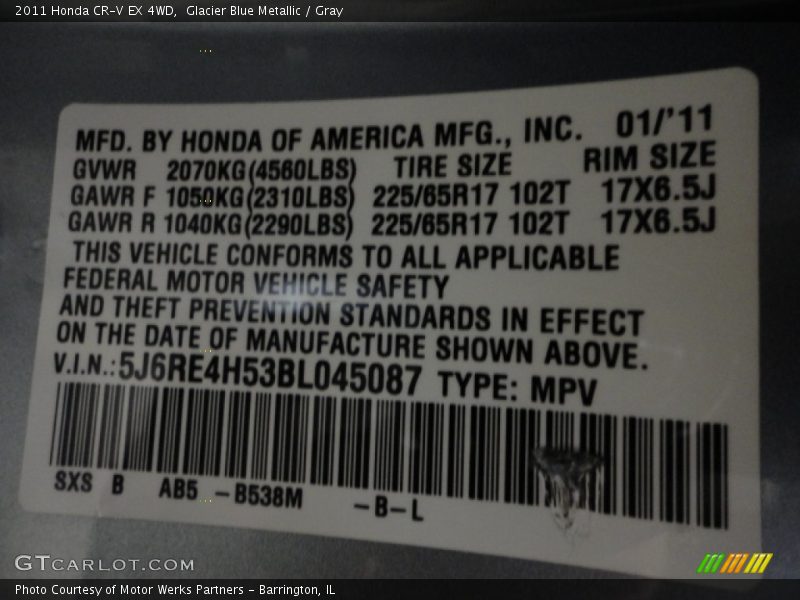 2011 Honda CR-V EX 4WD, Glacier Blue Metallic / Gray
MFD. BY HONDA OF AMERICA MFG., INC. 01/'11
GVWR 2070KG(4560LBS) TIRE SIZE RIM SIZE
GAWR F 1050KG(2310LBS) 225/65R17 102T 17X6.5J
GAWR R 1040KG(2290LBS) 225/65R17 102T 17X6.5J
THIS VEHICLE CONFORMS TO ALL APPLICABLE
FEDERAL MOTOR VEHICLE SAFETY
AND THEFT PREVENTION STANDARDS IN EFFECT
ON THE DATE OF MANUFACTURE SHOWN ABOVE.
V.I.N.:5J6RE4H53BL045087 TYPE: MPV
SXS B AB5 -B538M -B-L
GTCARLOT.COM
Photo Courtesy of Motor Werks Partners - Barrington, IL